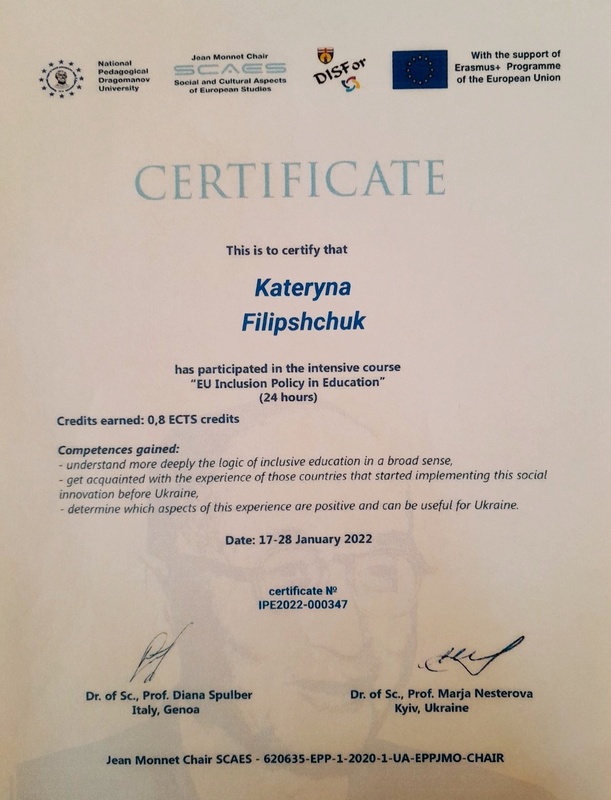 National
Pedagogical
Dragomanov
University
Jean Monnet Chair
SCAES
Social and Cultural Aspects
of European Studies
DISFor
With the support of
Erasmus+ Programme
of the European Union
CERTIFICATE
This is to certify that
Kateryna
Filipshchuk
has participated in the intensive course
“EU Inclusion Policy in Education”
(24 hours)
Credits earned: 0,8 ECTS credits
Competences gained:
- understand more deeply the logic of inclusive education in a broad sense,
- get acquainted with the experience of those countries that started implementing this social
innovation before Ukraine,
- determine which aspects of this experience are positive and can be useful for Ukraine.
Date: 17-28 January 2022
certificate №
IPE2022-000347
Dr. of Sc., Prof. Diana Spulber
Italy, Genoa
Dr. of Sc., Prof. Marja Nesterova
Kyiv, Ukraine
Jean Monnet Chair SCAES - 620635-EPP-1-2020-1-UA-EPPJMO-CHAIR